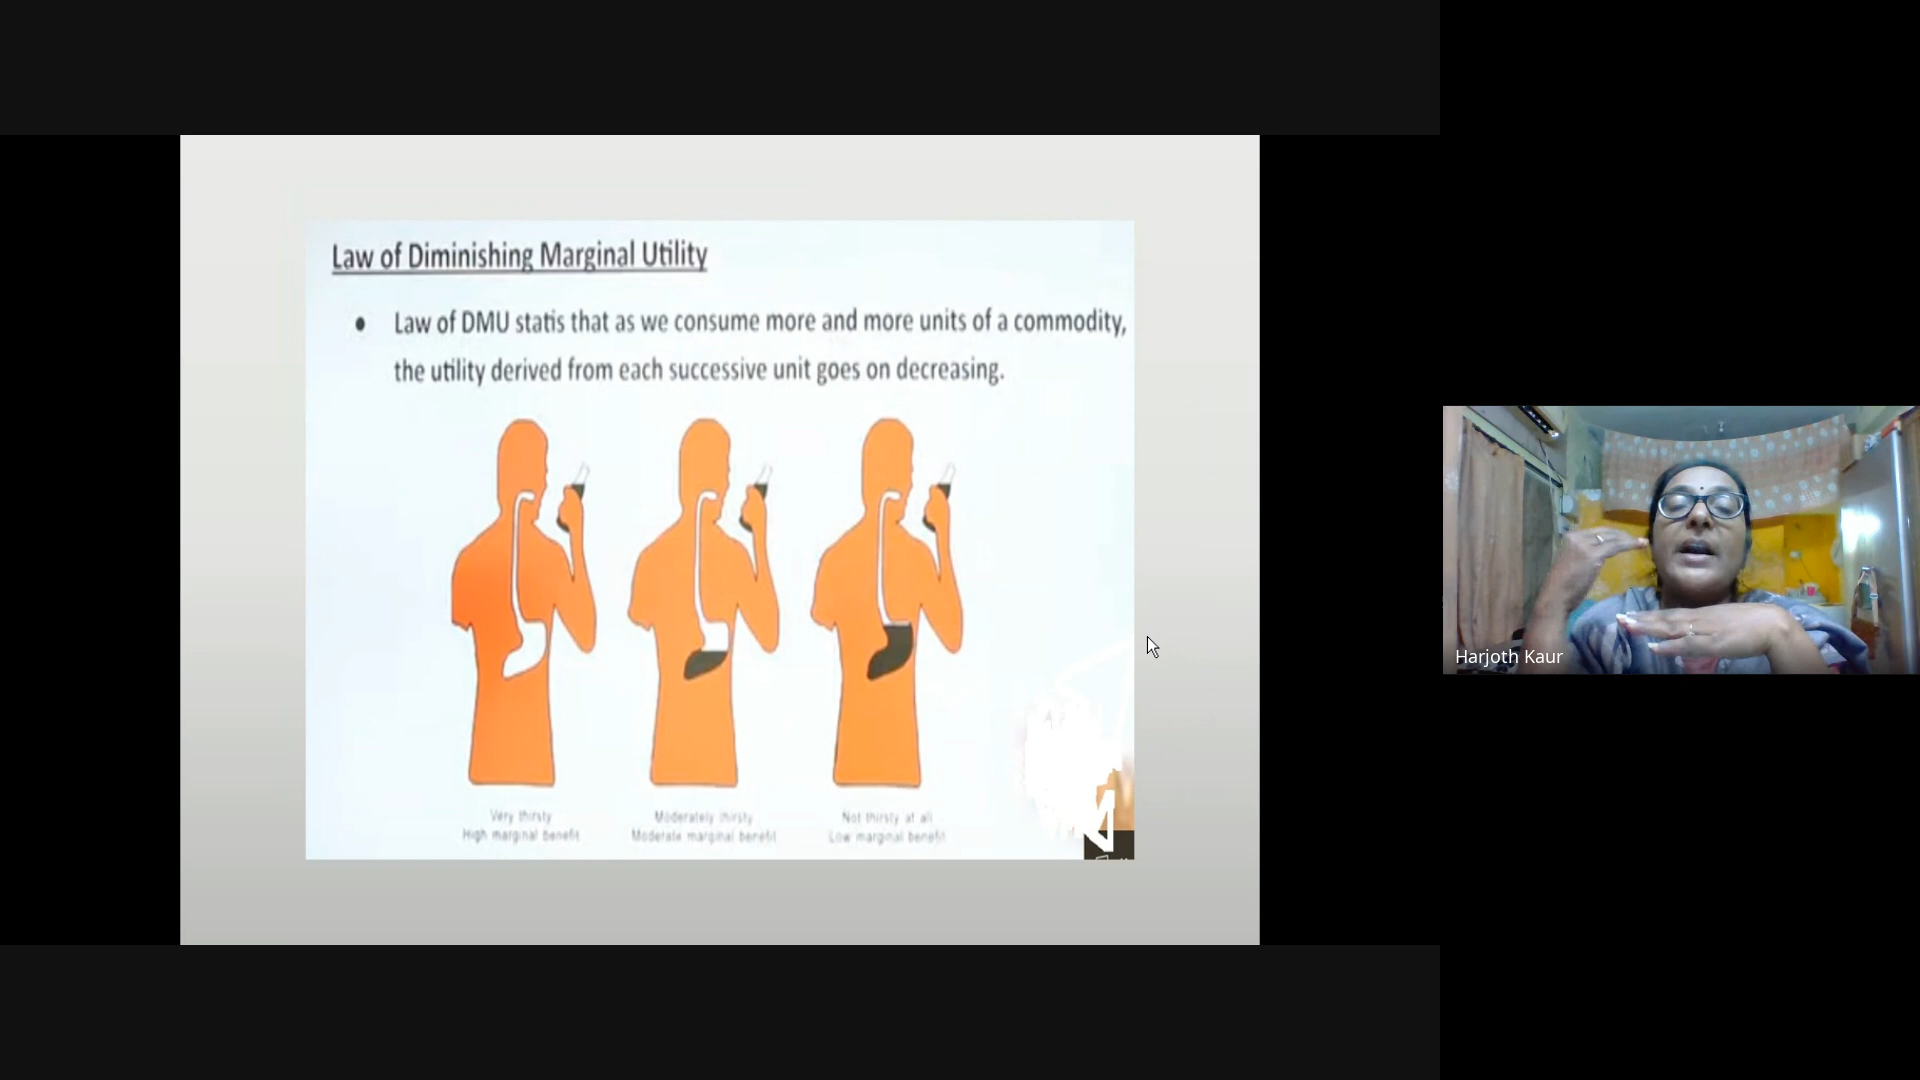 Law of Diminishing Marginal Utility
● Law of DMU statis that as we consume more and more units of a commodity,
the utility derived from each successive unit goes on decreasing.
Very thirsty
High marginal benefit
Moderately thirsty
Moderate marginal benefit
Not thirsty at all
Low marginal benefit
Harjoth Kaur